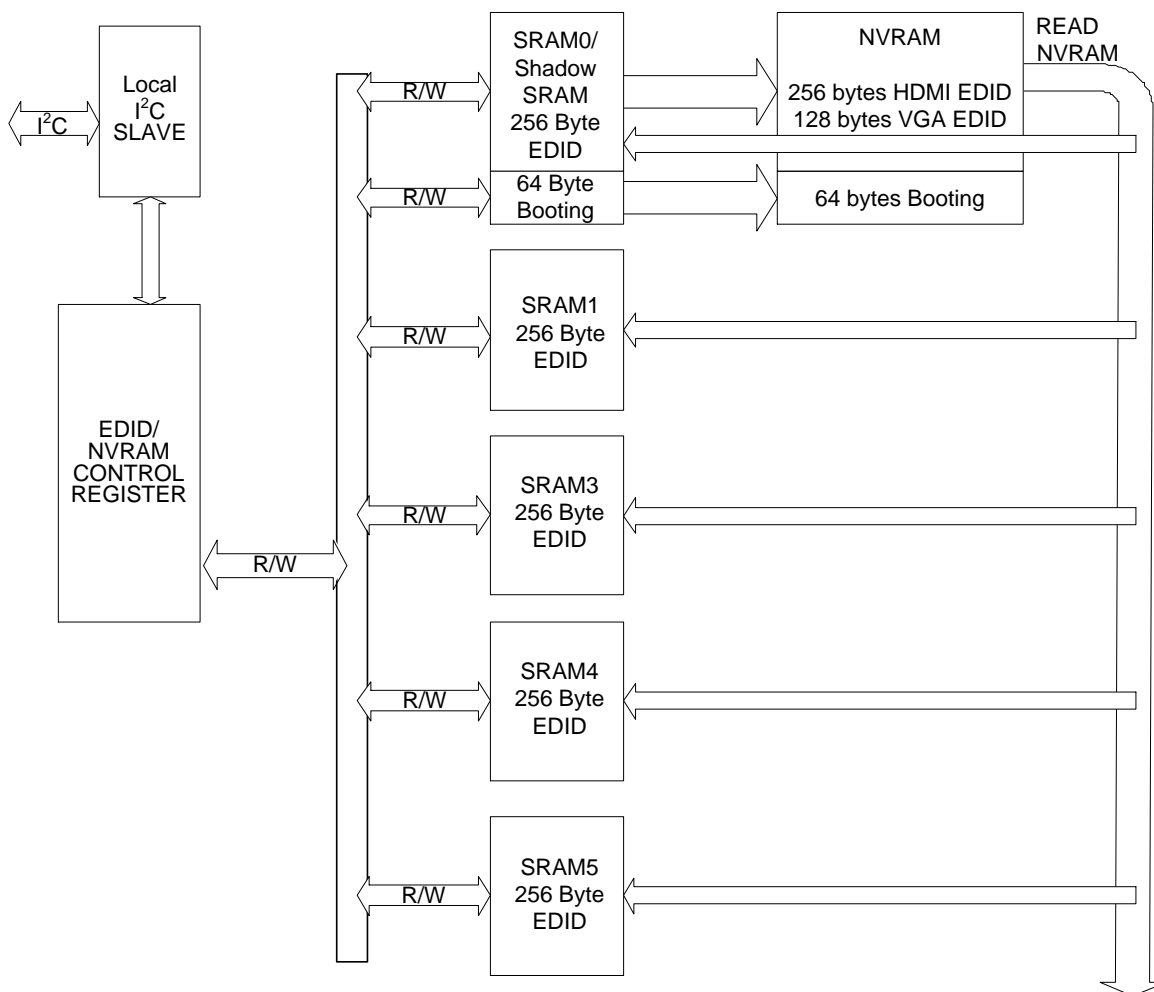 I²C
Local
I²C
SLAVE
EDID/
NVRAM
CONTROL
REGISTER
R/W
R/W
R/W
R/W
R/W
R/W
R/W
SRAM0/
Shadow
SRAM
256 Byte
EDID
64 Byte
Booting
NVRAM
256 bytes HDMI EDID
128 bytes VGA EDID
64 bytes Booting
READ
NVRAM
SRAM1
256 Byte
EDID
SRAM3
256 Byte
EDID
SRAM4
256 Byte
EDID
SRAM5
256 Byte
EDID